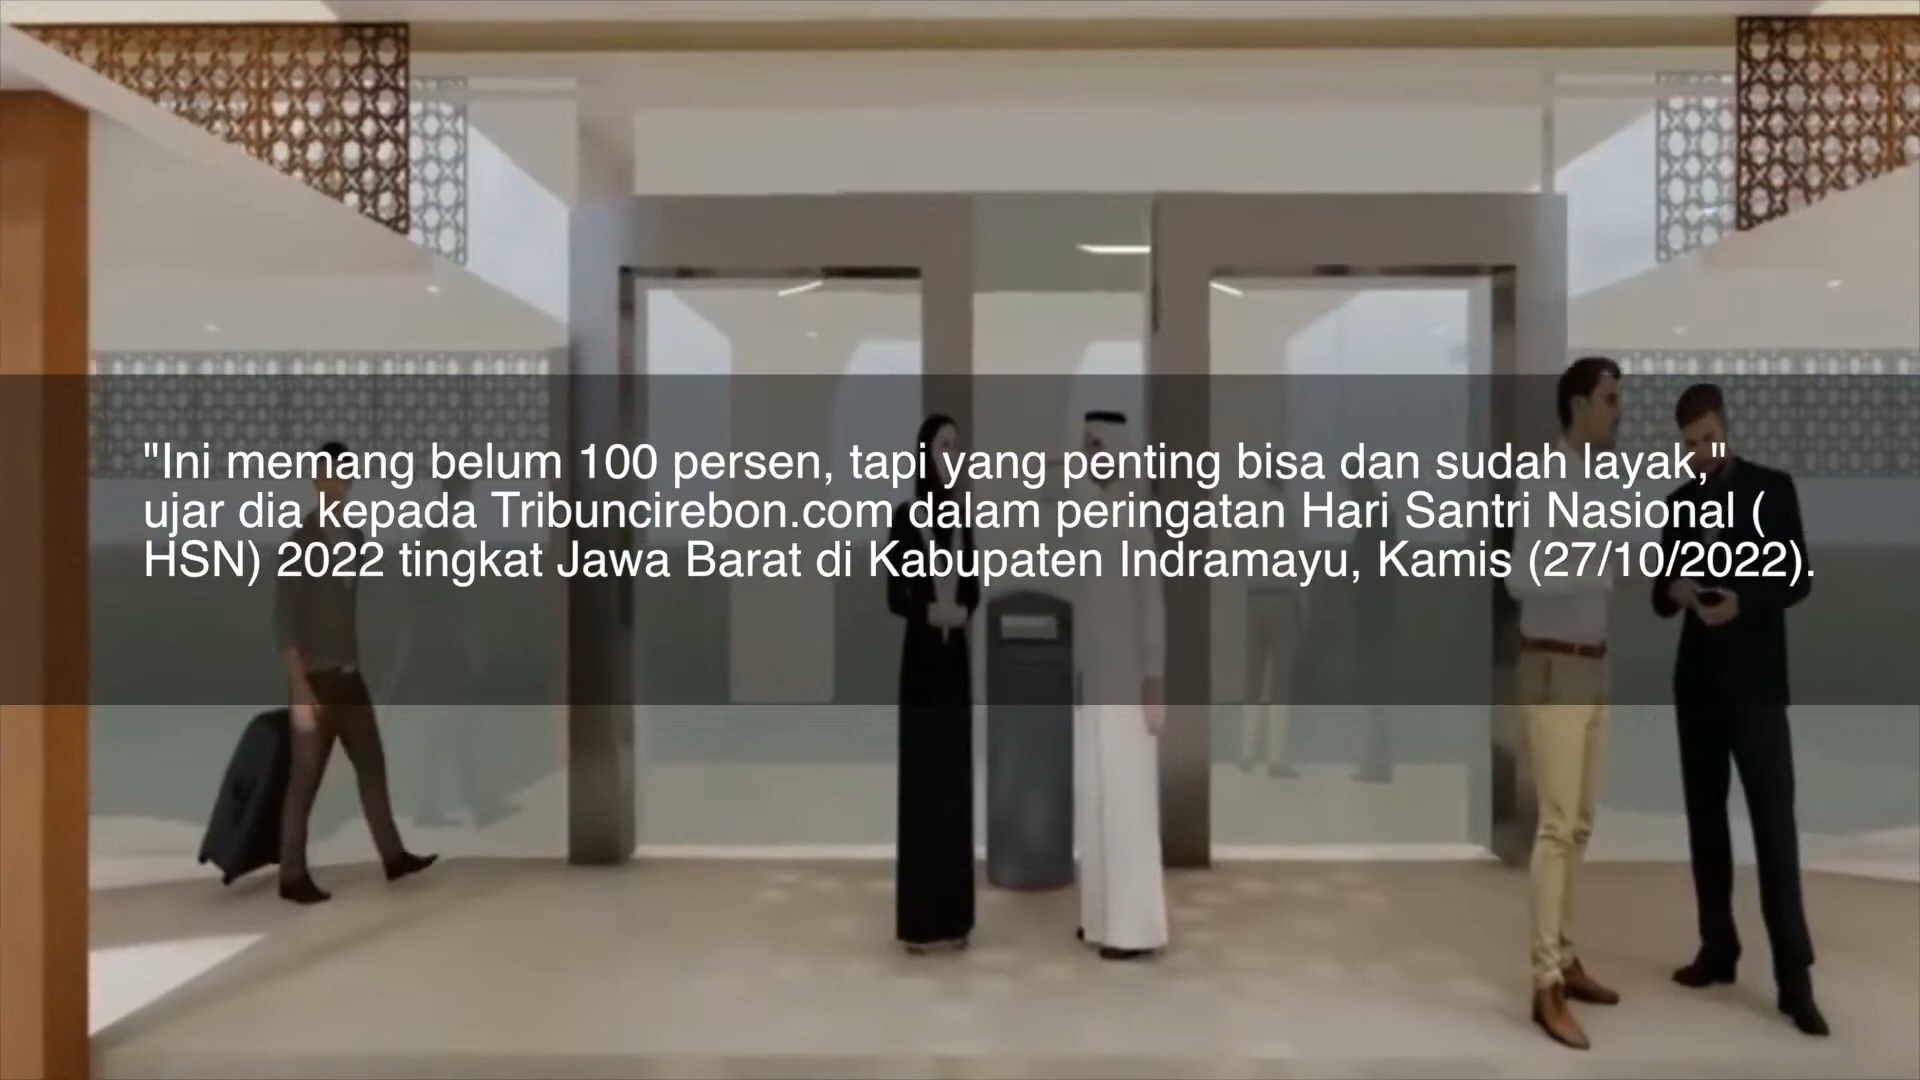 "Ini memang belum 100 persen, tapi yang penting bisa dan sudah layak,"
ujar dia kepada Tribuncirebon.com dalam peringatan Hari Santri Nasional (
HSN) 2022 tingkat Jawa Barat di Kabupaten Indramayu, Kamis (27/10/2022).